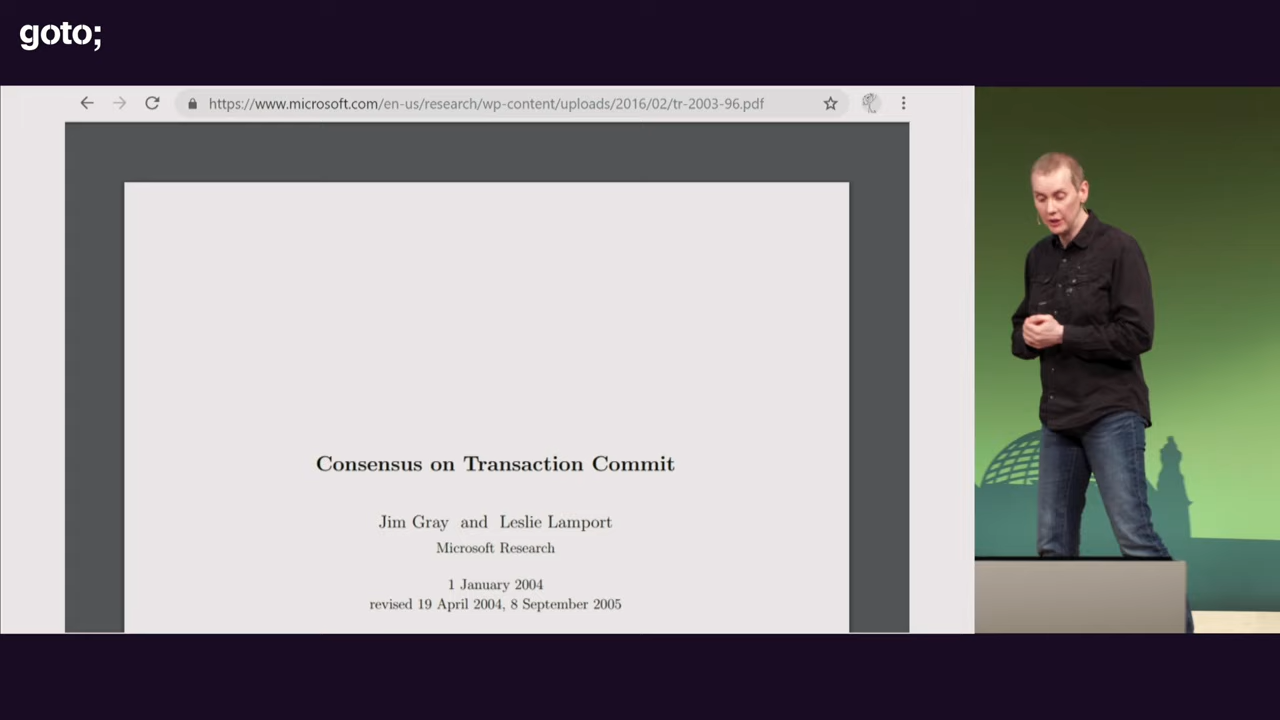 goto;
https://www.microsoft.com/en-us/research/wp-content/uploads/2016/02/tr-2003-96.pdf
Consensus on Transaction Commit
Jim Gray and Leslie Lamport
Microsoft Research
1 January 2004
revised 19 April 2004, 8 September 2005